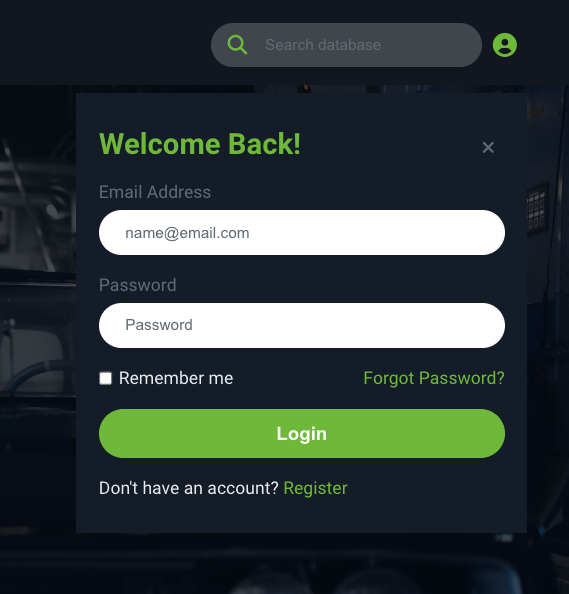 Search database
Welcome Back!
×
Email Address
name@email.com
Password
Password
Remember me
Forgot Password?
Login
Don't have an account? Register